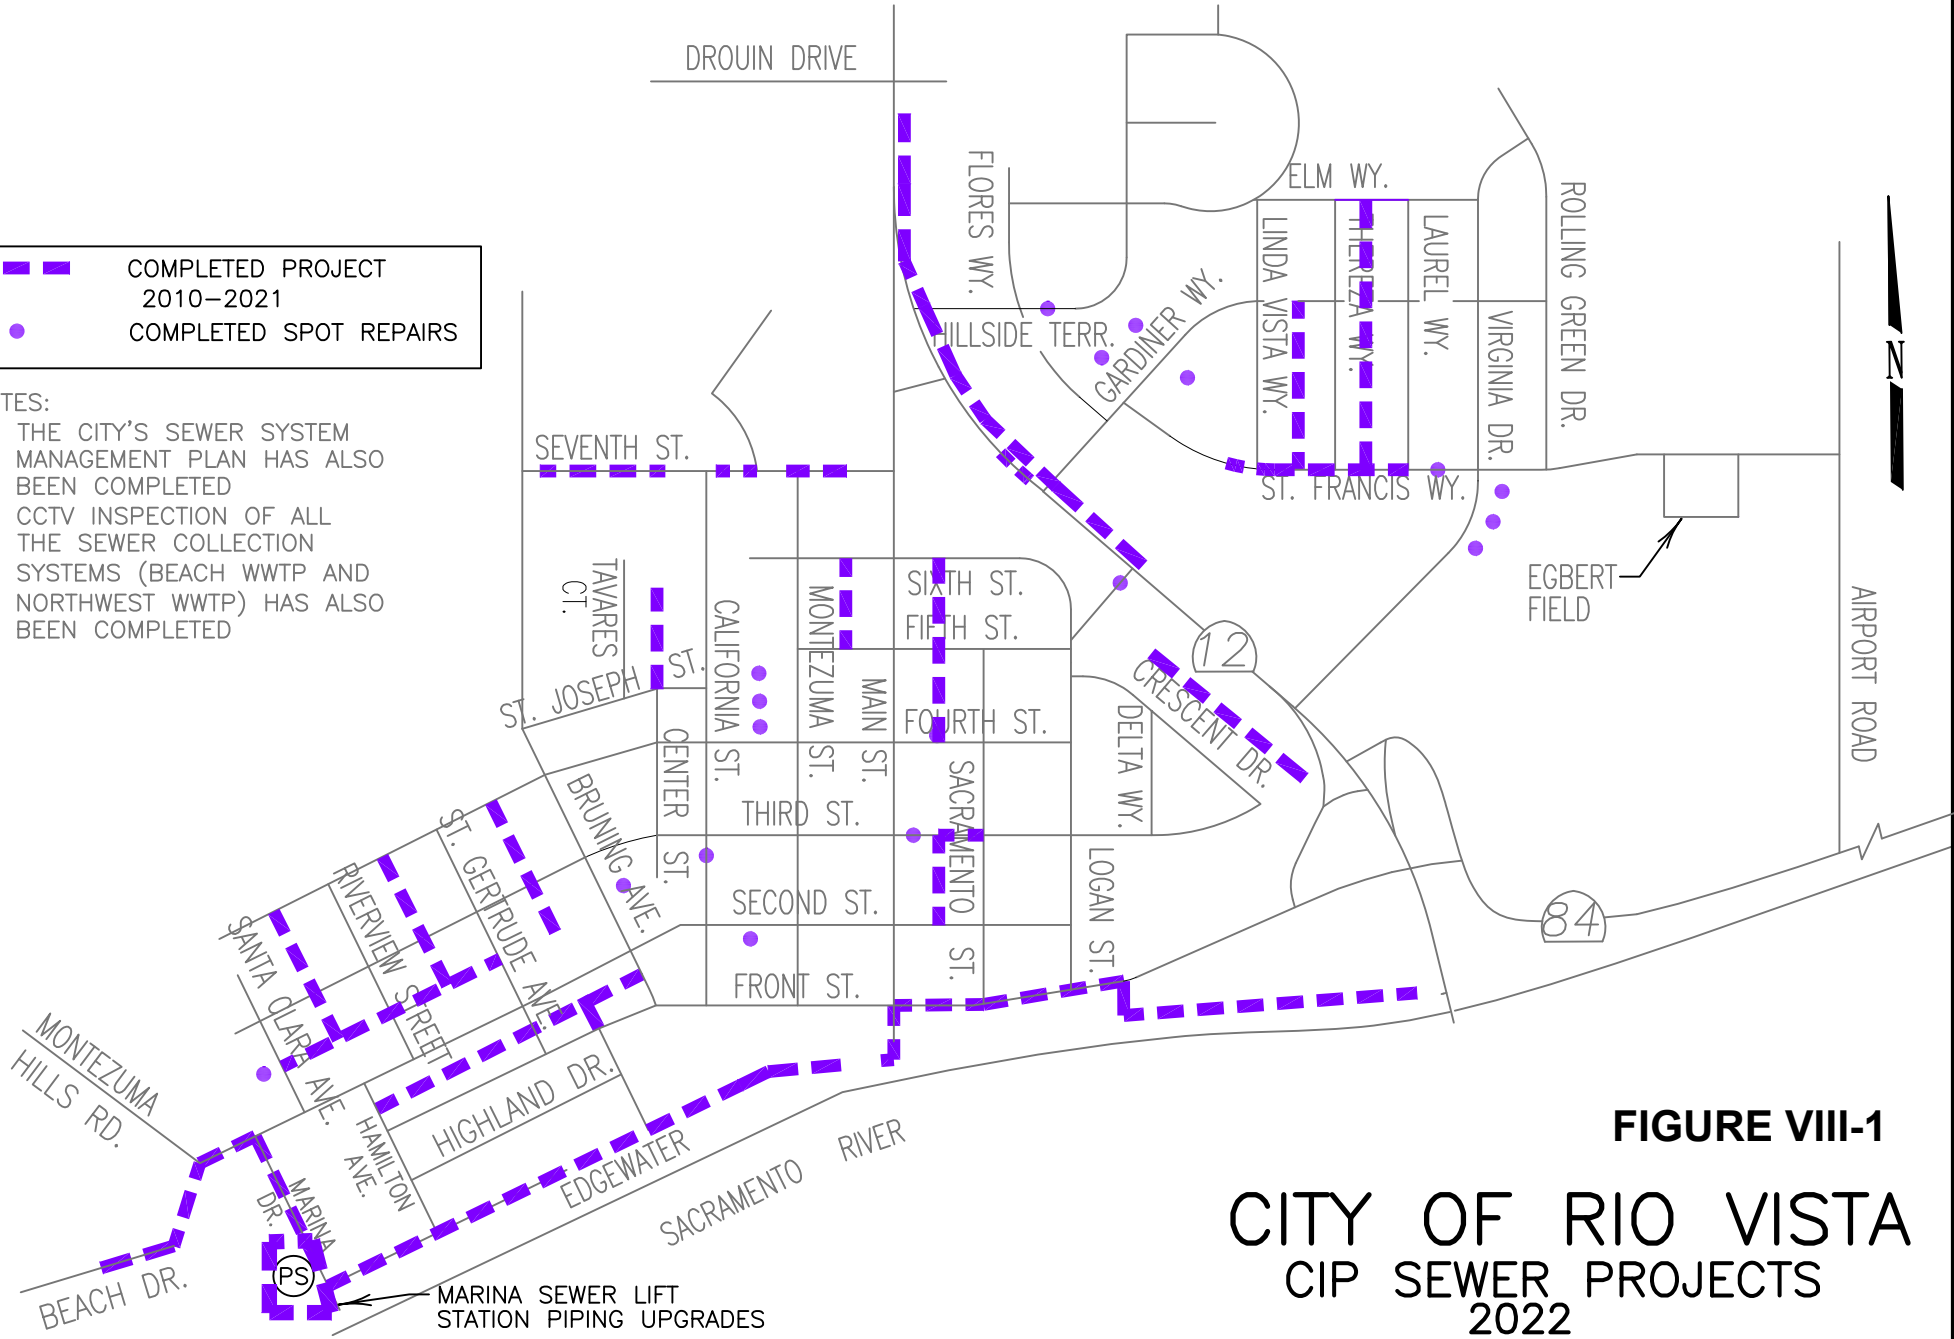 DROUIN DRIVE
FLORES WY.
ELM WY.
LINDA VISTA WY.
THEREZA WY.
LAUREL WY.
VIRGINIA DR.
ROLLING GREEN DR.
GARDINER WY.
HILLSIDE TERR.
COMPLETED PROJECT
2010-2021
COMPLETED SPOT REPAIRS
TES:
THE CITY'S SEWER SYSTEM
MANAGEMENT PLAN HAS ALSO
BEEN COMPLETED
CCTV INSPECTION OF ALL
THE SEWER COLLECTION
SYSTEMS (BEACH WWTP AND
NORTHWEST WWTP) HAS ALSO
BEEN COMPLETED
N
SEVENTH ST.
ST. FRANCIS WY.
EGBERT
FIELD
AIRPORT ROAD
TAVARES
CT.
SIXTH ST.
FIFTH ST.
ST. JOSEPH ST.
CALIFORNIA ST.
MONTEZUMA ST.
MAIN ST.
FOURTH ST.
12
CRESCENT DR.
DELTA WY.
CENTER ST.
THIRD ST.
SACRAMENTO ST.
LOGAN ST.
BRUNING AVE.
SECOND ST.
FRONT ST.
84
ST. GERTRUDE AVE.
RIVERVIEW STREET
SANTA CLARA AVE.
MONTEZUMA
HILLS RD.
HAMILTON
AVE.
HIGHLAND DR.
MARINA
DR.
EDGEWATER
SACRAMENTO RIVER
BEACH DR.
PS
MARINA SEWER LIFT
STATION PIPING UPGRADES
FIGURE VIII-1
CITY OF RIO VISTA
CIP SEWER PROJECTS
2022